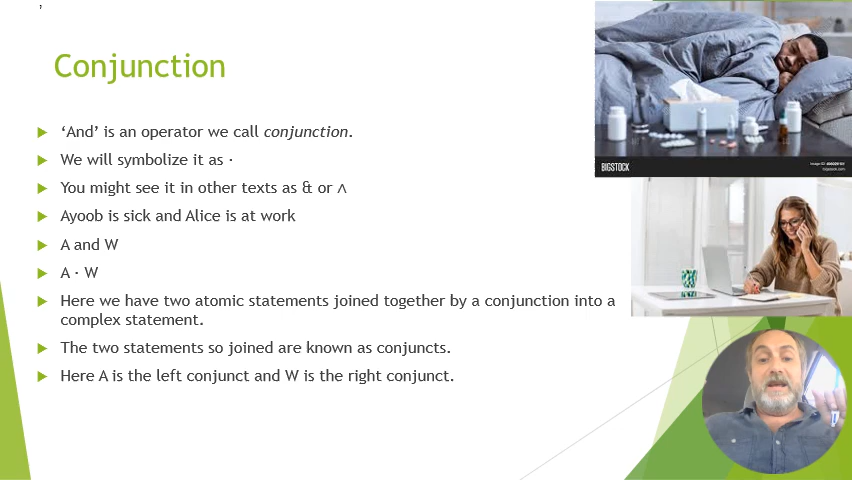 Conjunction
‘And’ is an operator we call conjunction.
We will symbolize it as ·
You might see it in other texts as & or ∧
Ayoob is sick and Alice is at work
A and W
A · W
Here we have two atomic statements joined together by a conjunction into a
complex statement.
The two statements so joined are known as conjuncts.
Here A is the left conjunct and W is the right conjunct.
BIGSTOCK